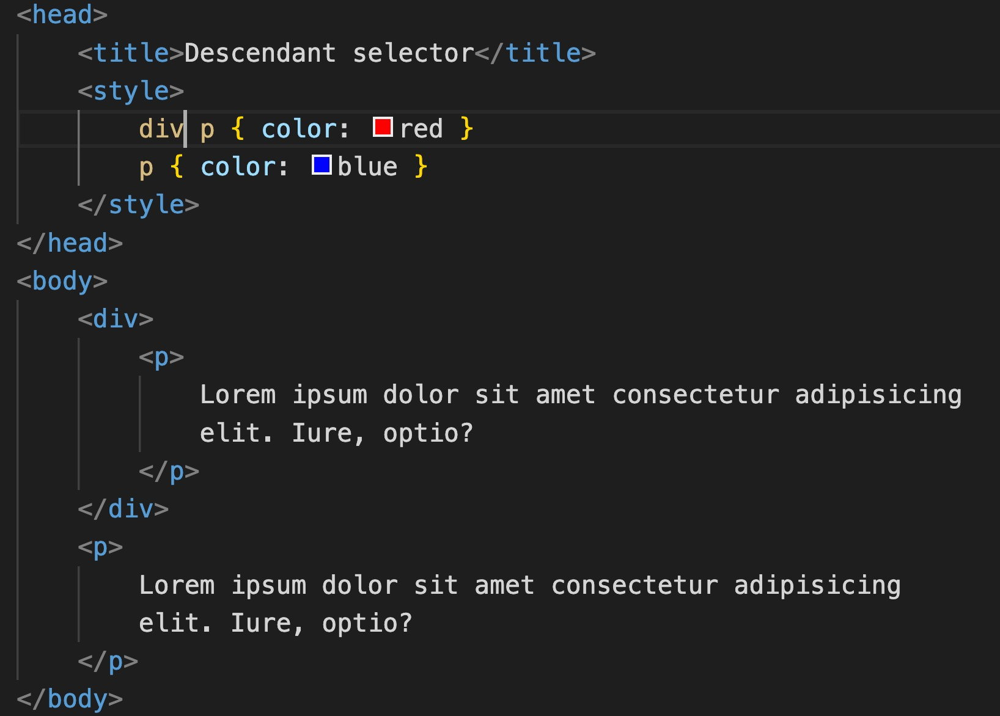 <head>
<title>Descendant selector</title>
<style>
div p { color: red }
p { color: blue }
</style>
</head>
<body>
<div>
<p>
Lorem ipsum dolor sit amet consectetur adipisicing
elit. Iure, optio?
</p>
</div>
<p>
Lorem ipsum dolor sit amet consectetur adipisicing
elit. Iure, optio?
</p>
</body>